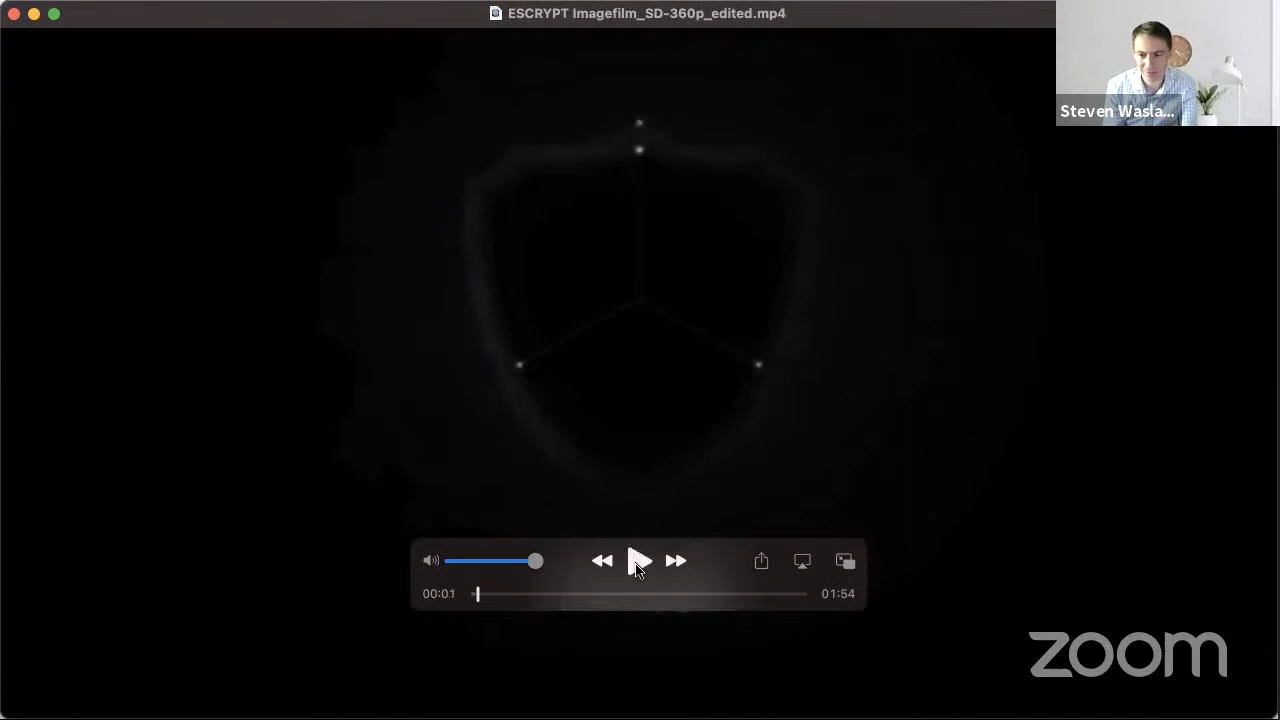 ESCRYPT Imagefilm_SD-360p_edited.mp4
Steven Wasla...
00:01
01:54
zoom